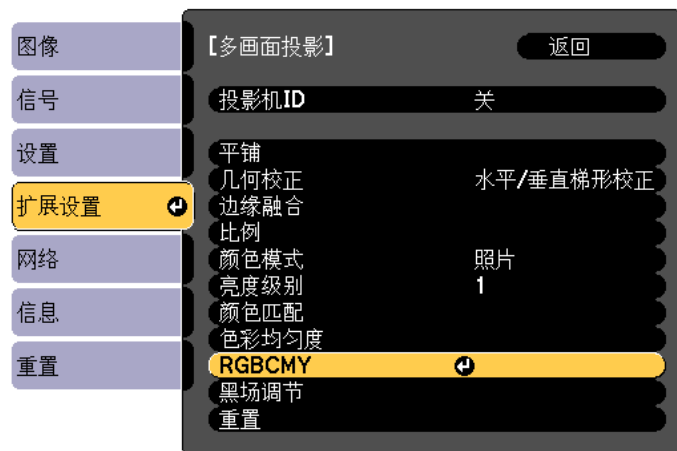 图像
信号
设置
扩展设置
网络
信息
重置
【多画面投影】
返回
投影机ID 关
平铺
几何校正 水平/垂直梯形校正
边缘融合
比例
颜色模式 照片
亮度级别 1
颜色匹配
色彩均匀度
RGBCMY
黑场调节
重置